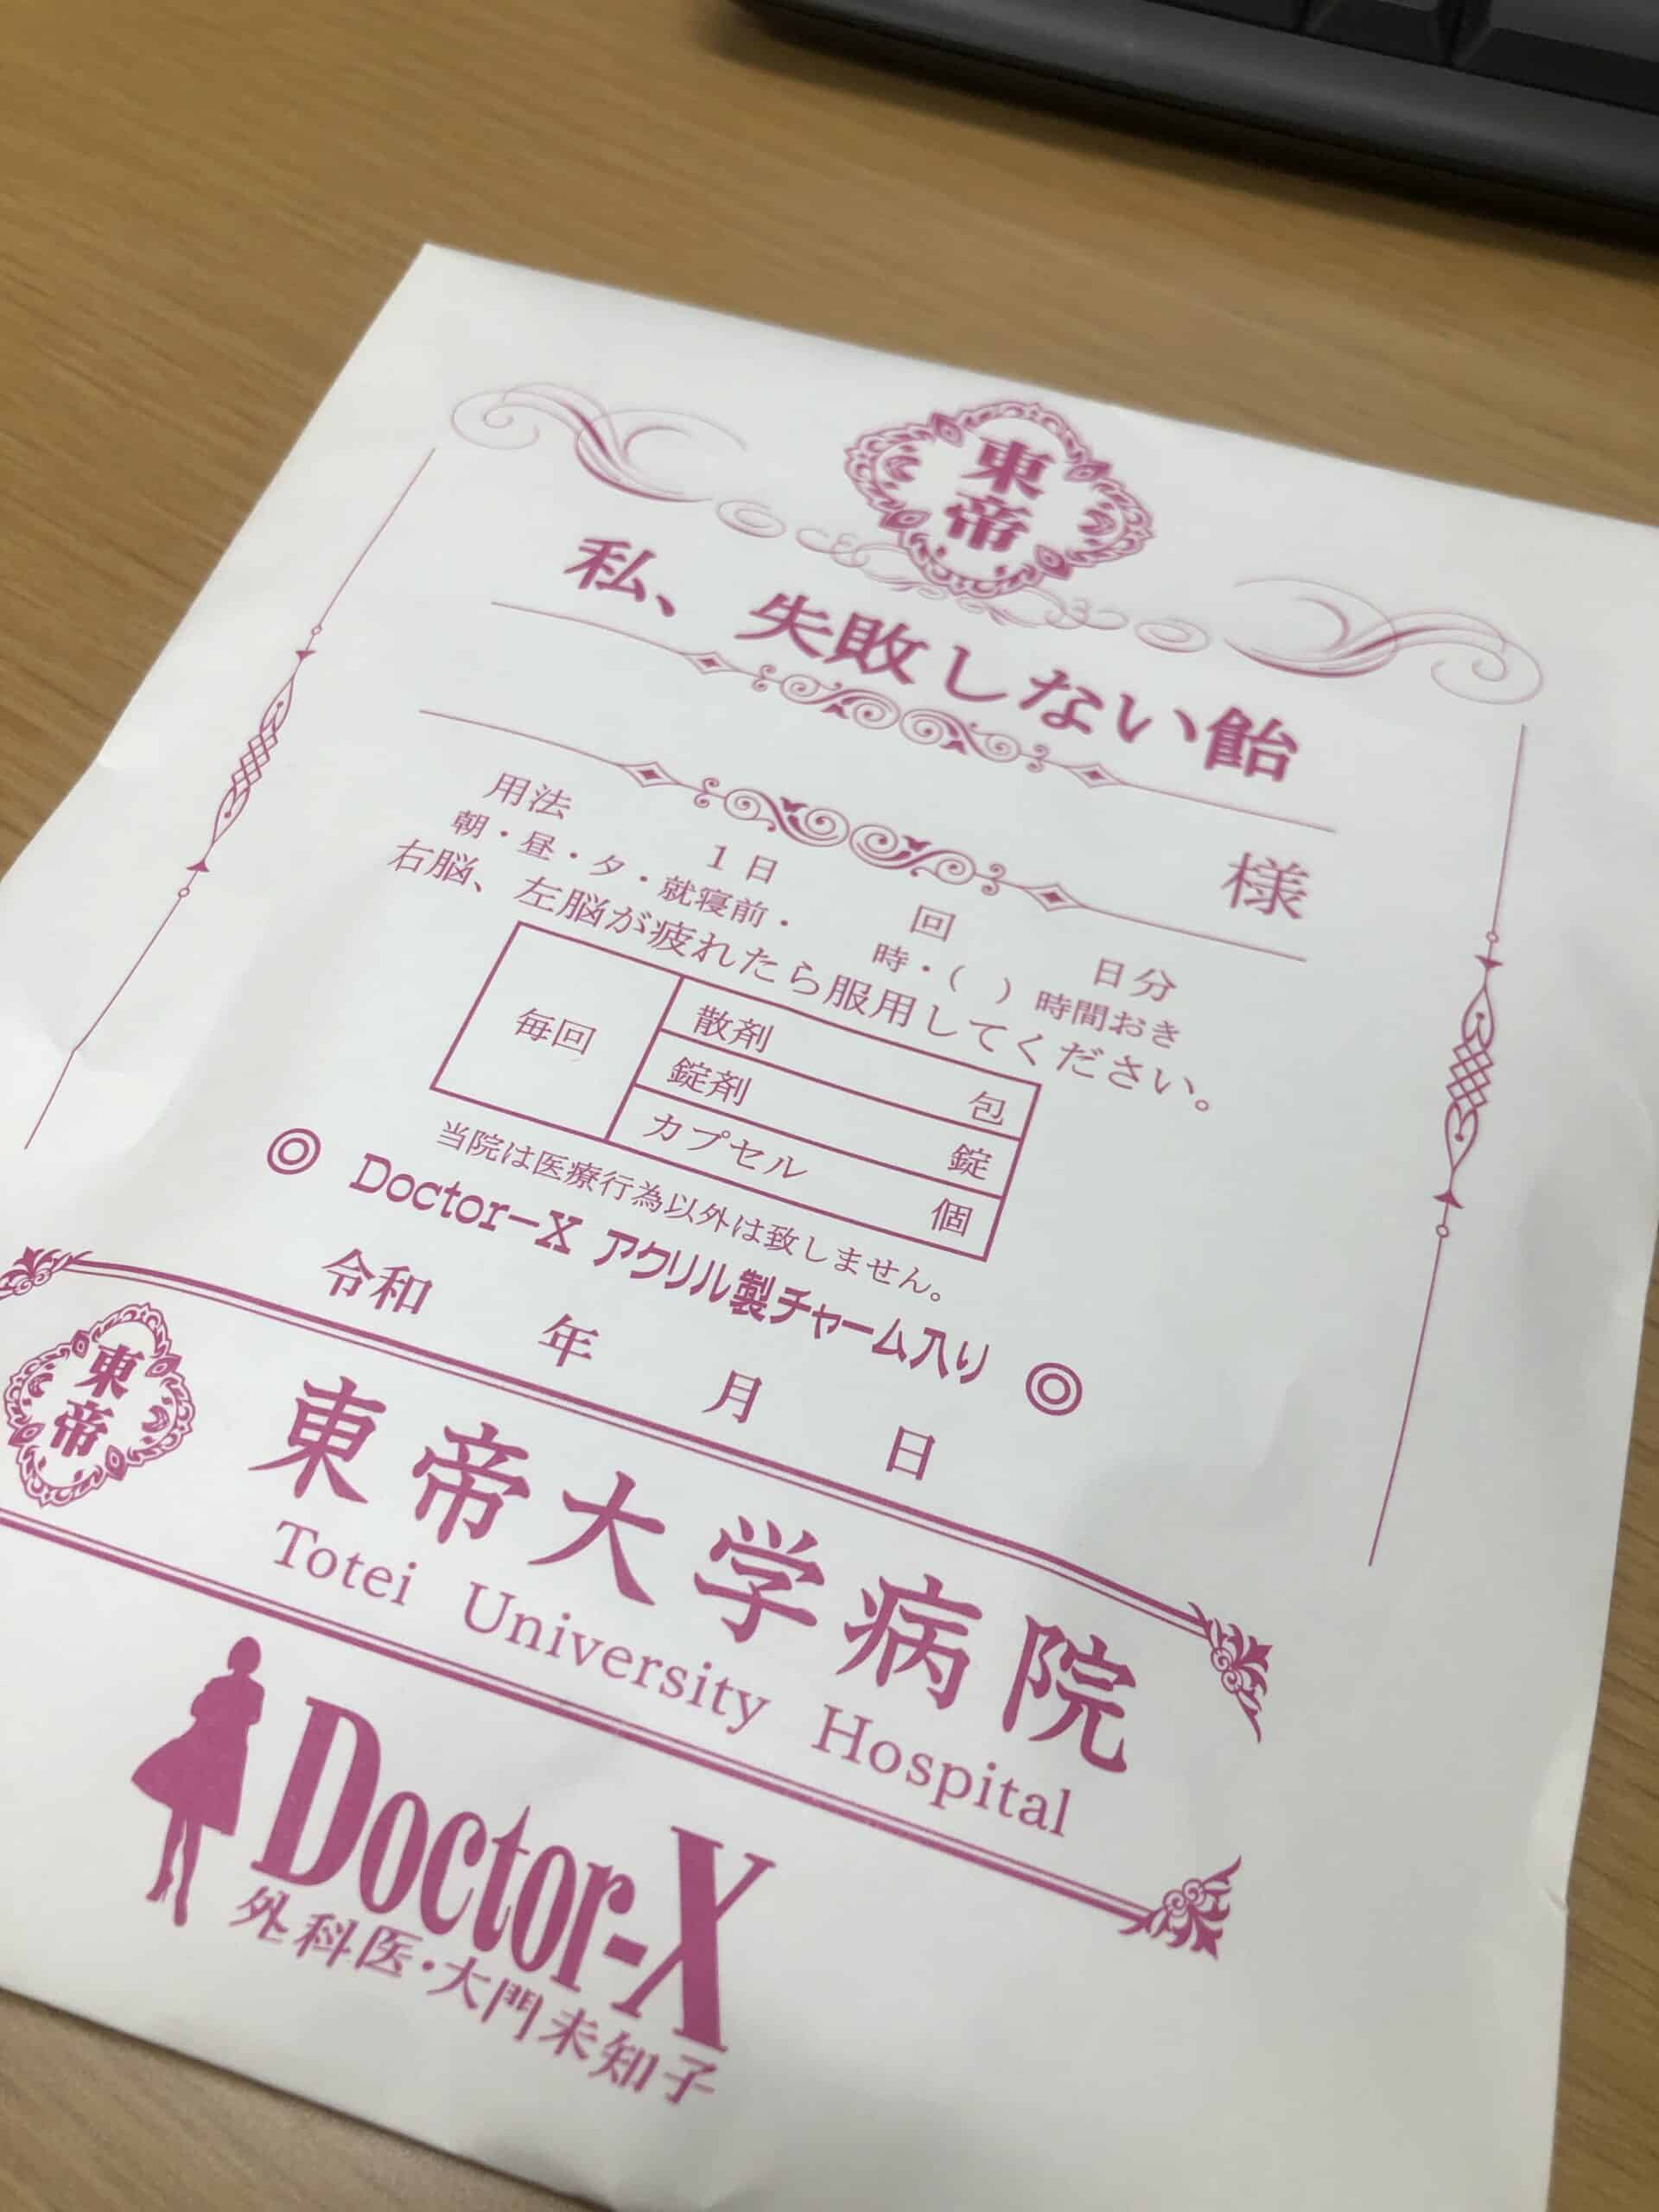 東帝
私、失敗しない飴
様
用法 1日 回 日分
朝・昼・夕・就寝前・ 時・( )時間おき
右脳、左脳が疲れたら服用してください。
毎回
散剤 包
錠剤 錠
カプセル 個
当院は医療行為以外は致しません。
◎ Doctor-X アクリル製チャーム入り ◎
令和 年 月 日
東帝
東帝大学病院
Totei University Hospital
Doctor-X
外科医・大門未知子